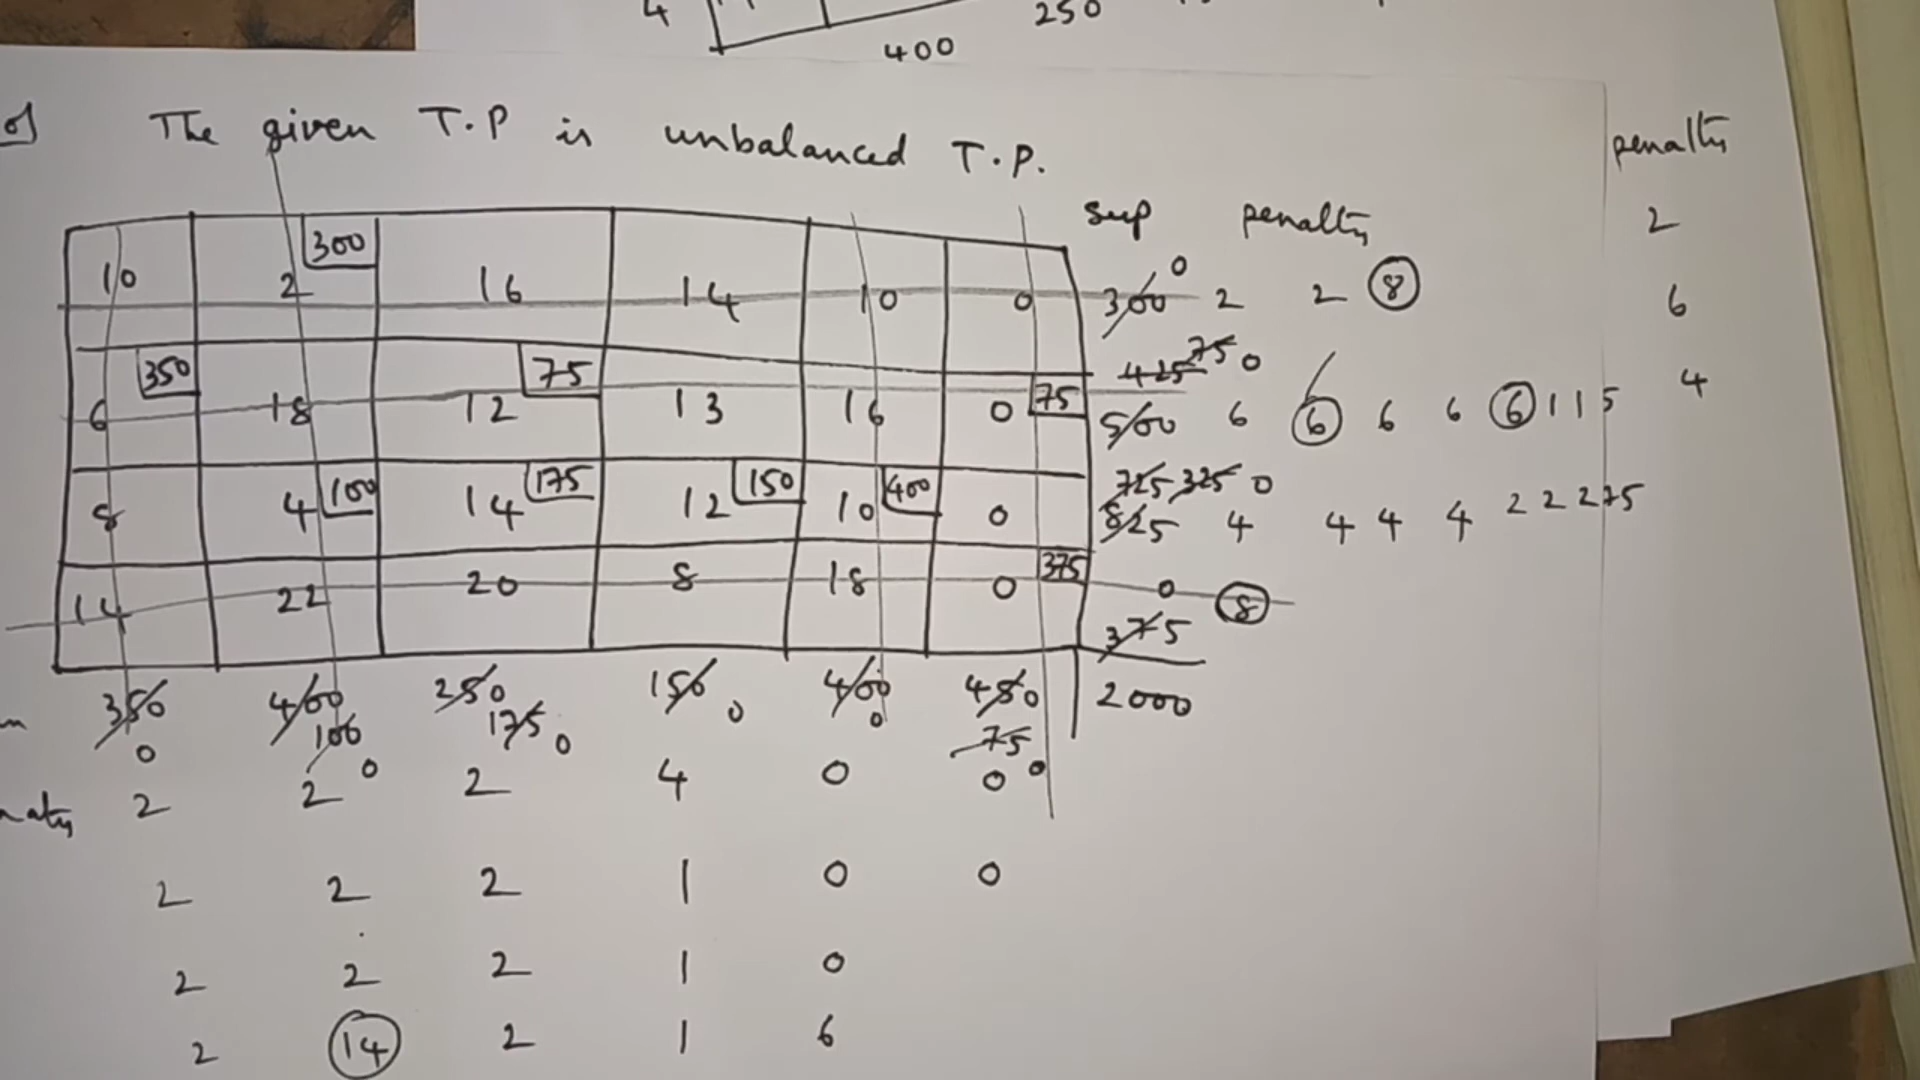 4 400 250
The given T.P is unbalanced T.P.
penalty
sup penalty
2
300 0
10 2 16 14 10 0 300 2 2 8
6
350 75 425 75 0
6 18 12 13 16 0 75 500 6 6 6 6 6 1 1 5
4
100 175 150 400 725 325 0
8 4 14 12 10 0 825 4 4 4 4 2 2 2 75
375 0 8
14 22 20 8 18 0 375
350 400 250 150 400 450 2000
0 100 175 0 0 0 75
0 0
2 2 2 4 0 0
2 2 2 1 0 0
2 2 2 1 0
2 14 2 1 6